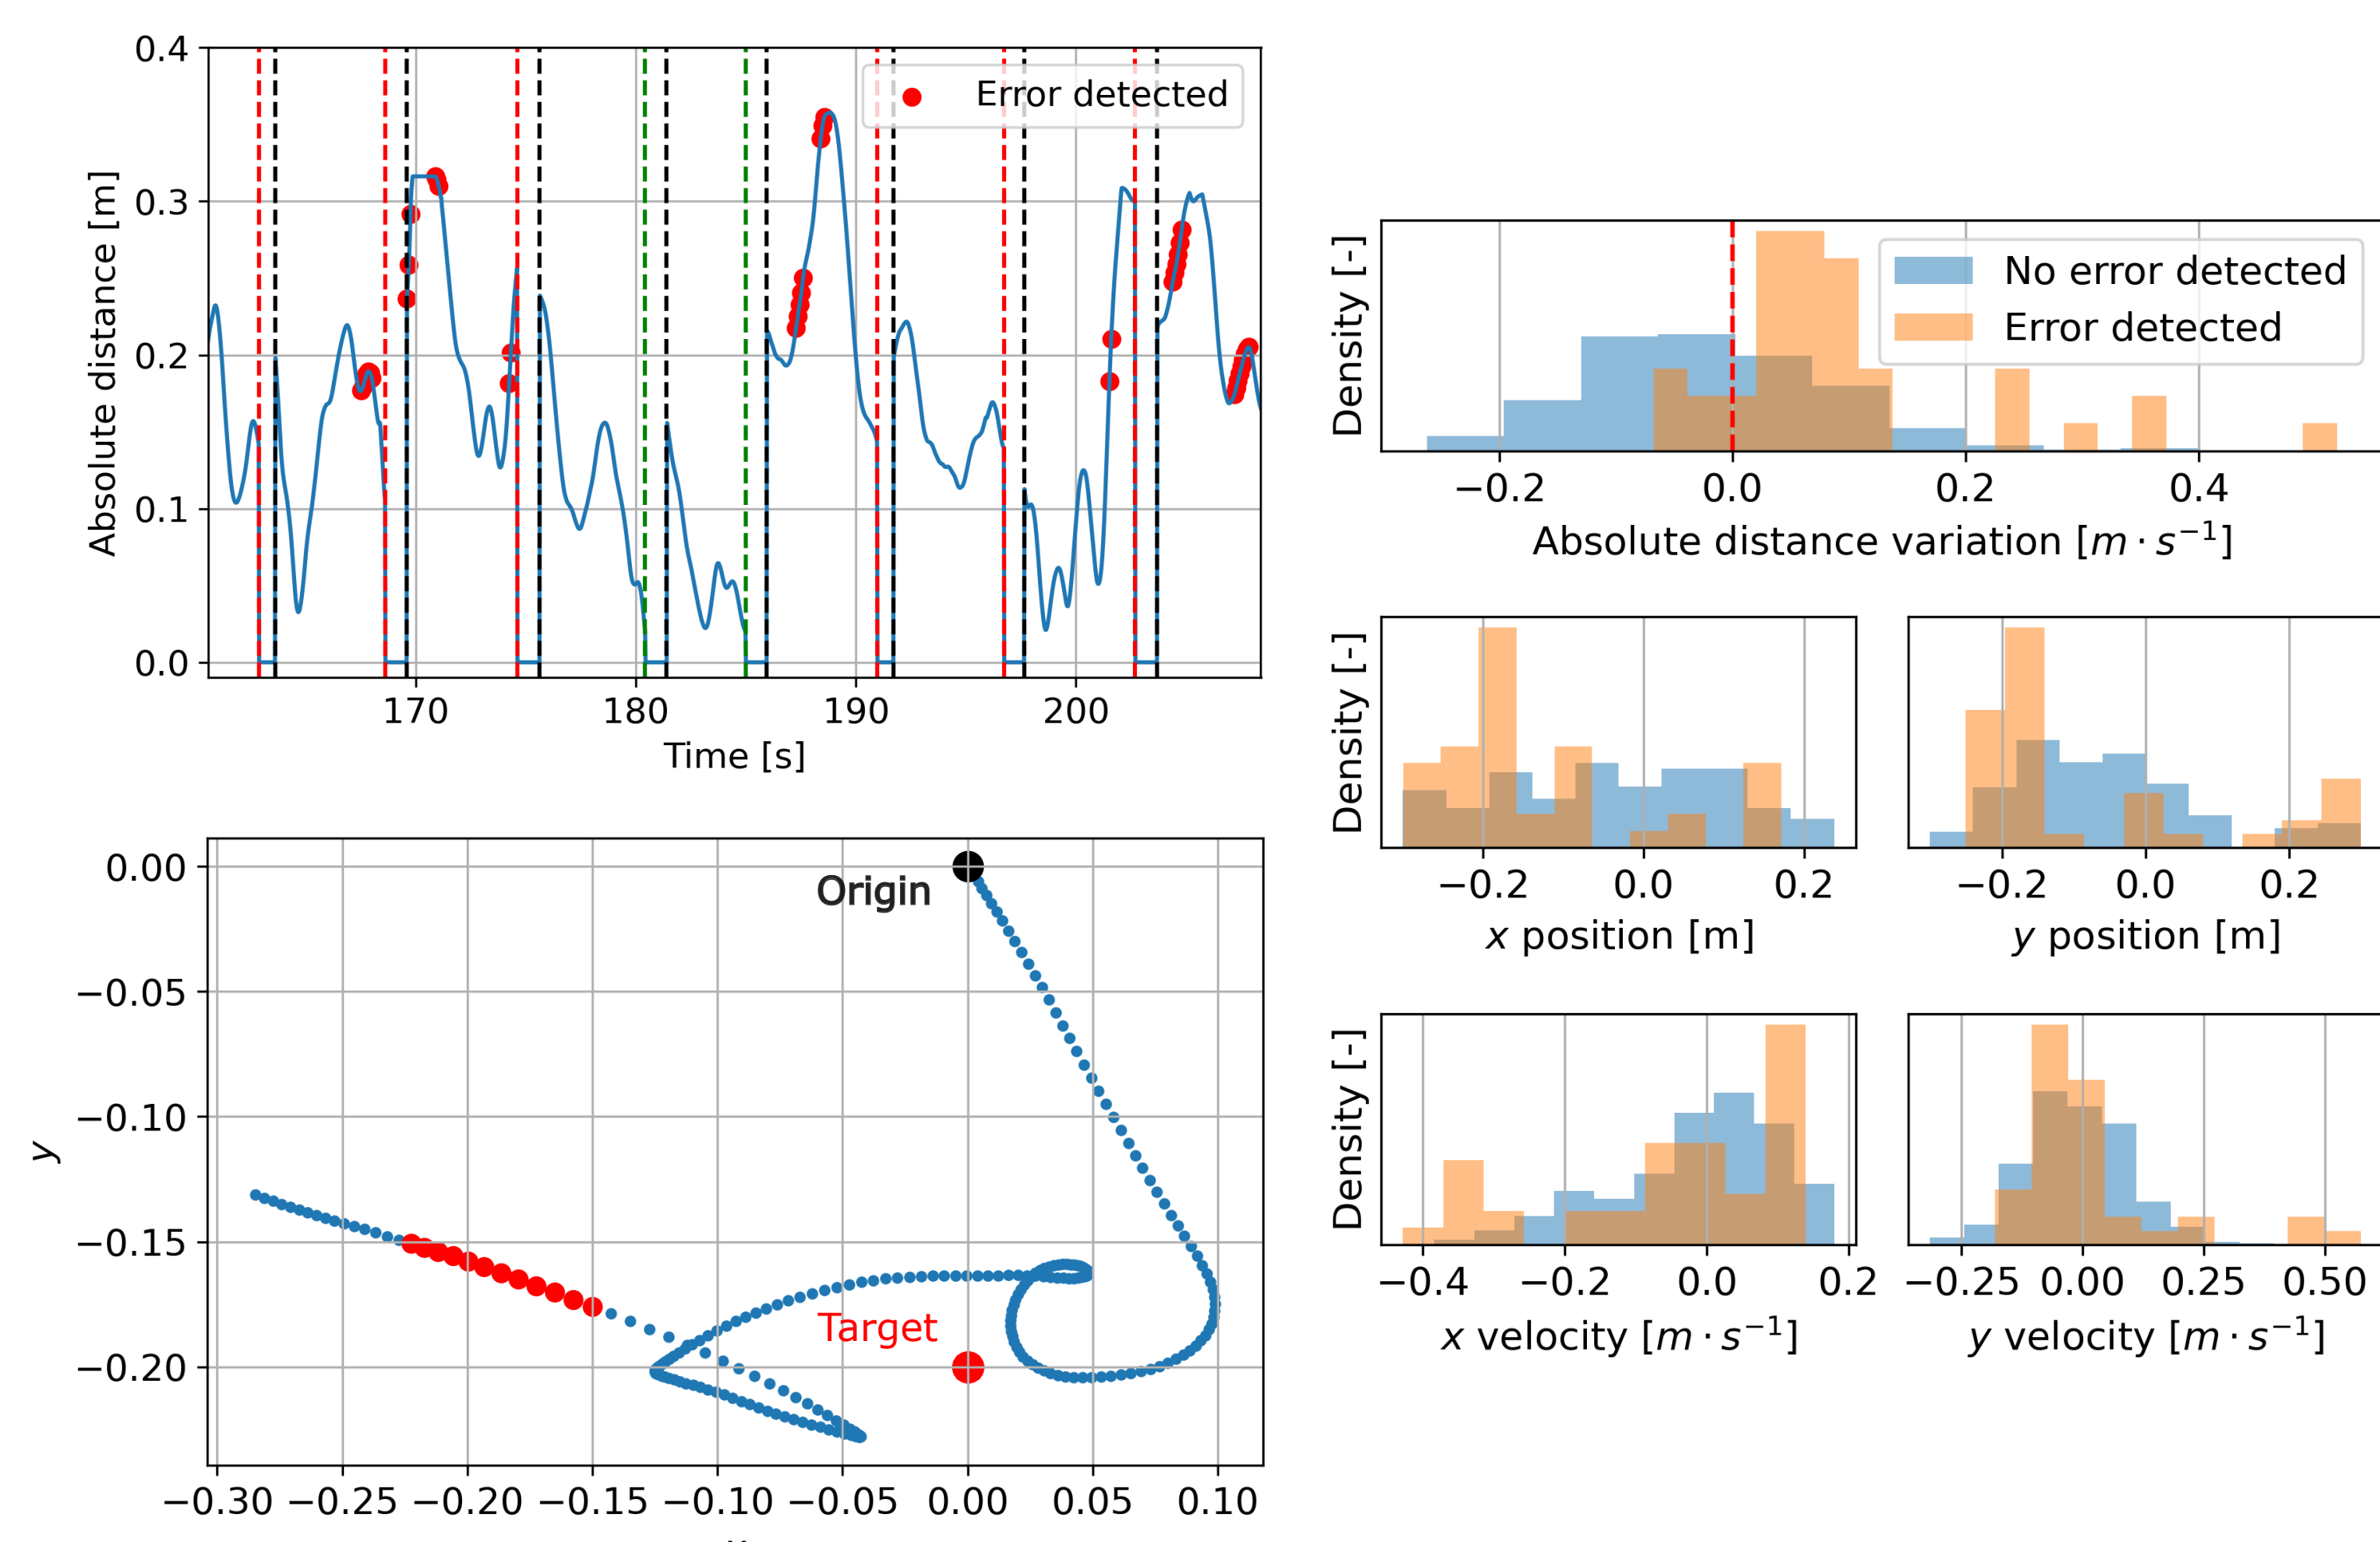 0.4
0.3
0.2
0.1
0.0
Absolute distance [m]
Error detected
170 180 190 200
Time [s]
0.00
−0.05
−0.10
−0.15
−0.20
y
Origin
Target
−0.30 −0.25 −0.20 −0.15 −0.10 −0.05 0.00 0.05 0.10
Density [-]
No error detected
Error detected
−0.2 0.0 0.2 0.4
Absolute distance variation [m · s⁻¹]
Density [-]
−0.2 0.0 0.2
x position [m]
−0.2 0.0 0.2
y position [m]
Density [-]
−0.4 −0.2 0.0 0.2
x velocity [m · s⁻¹]
−0.25 0.00 0.25 0.50
y velocity [m · s⁻¹]